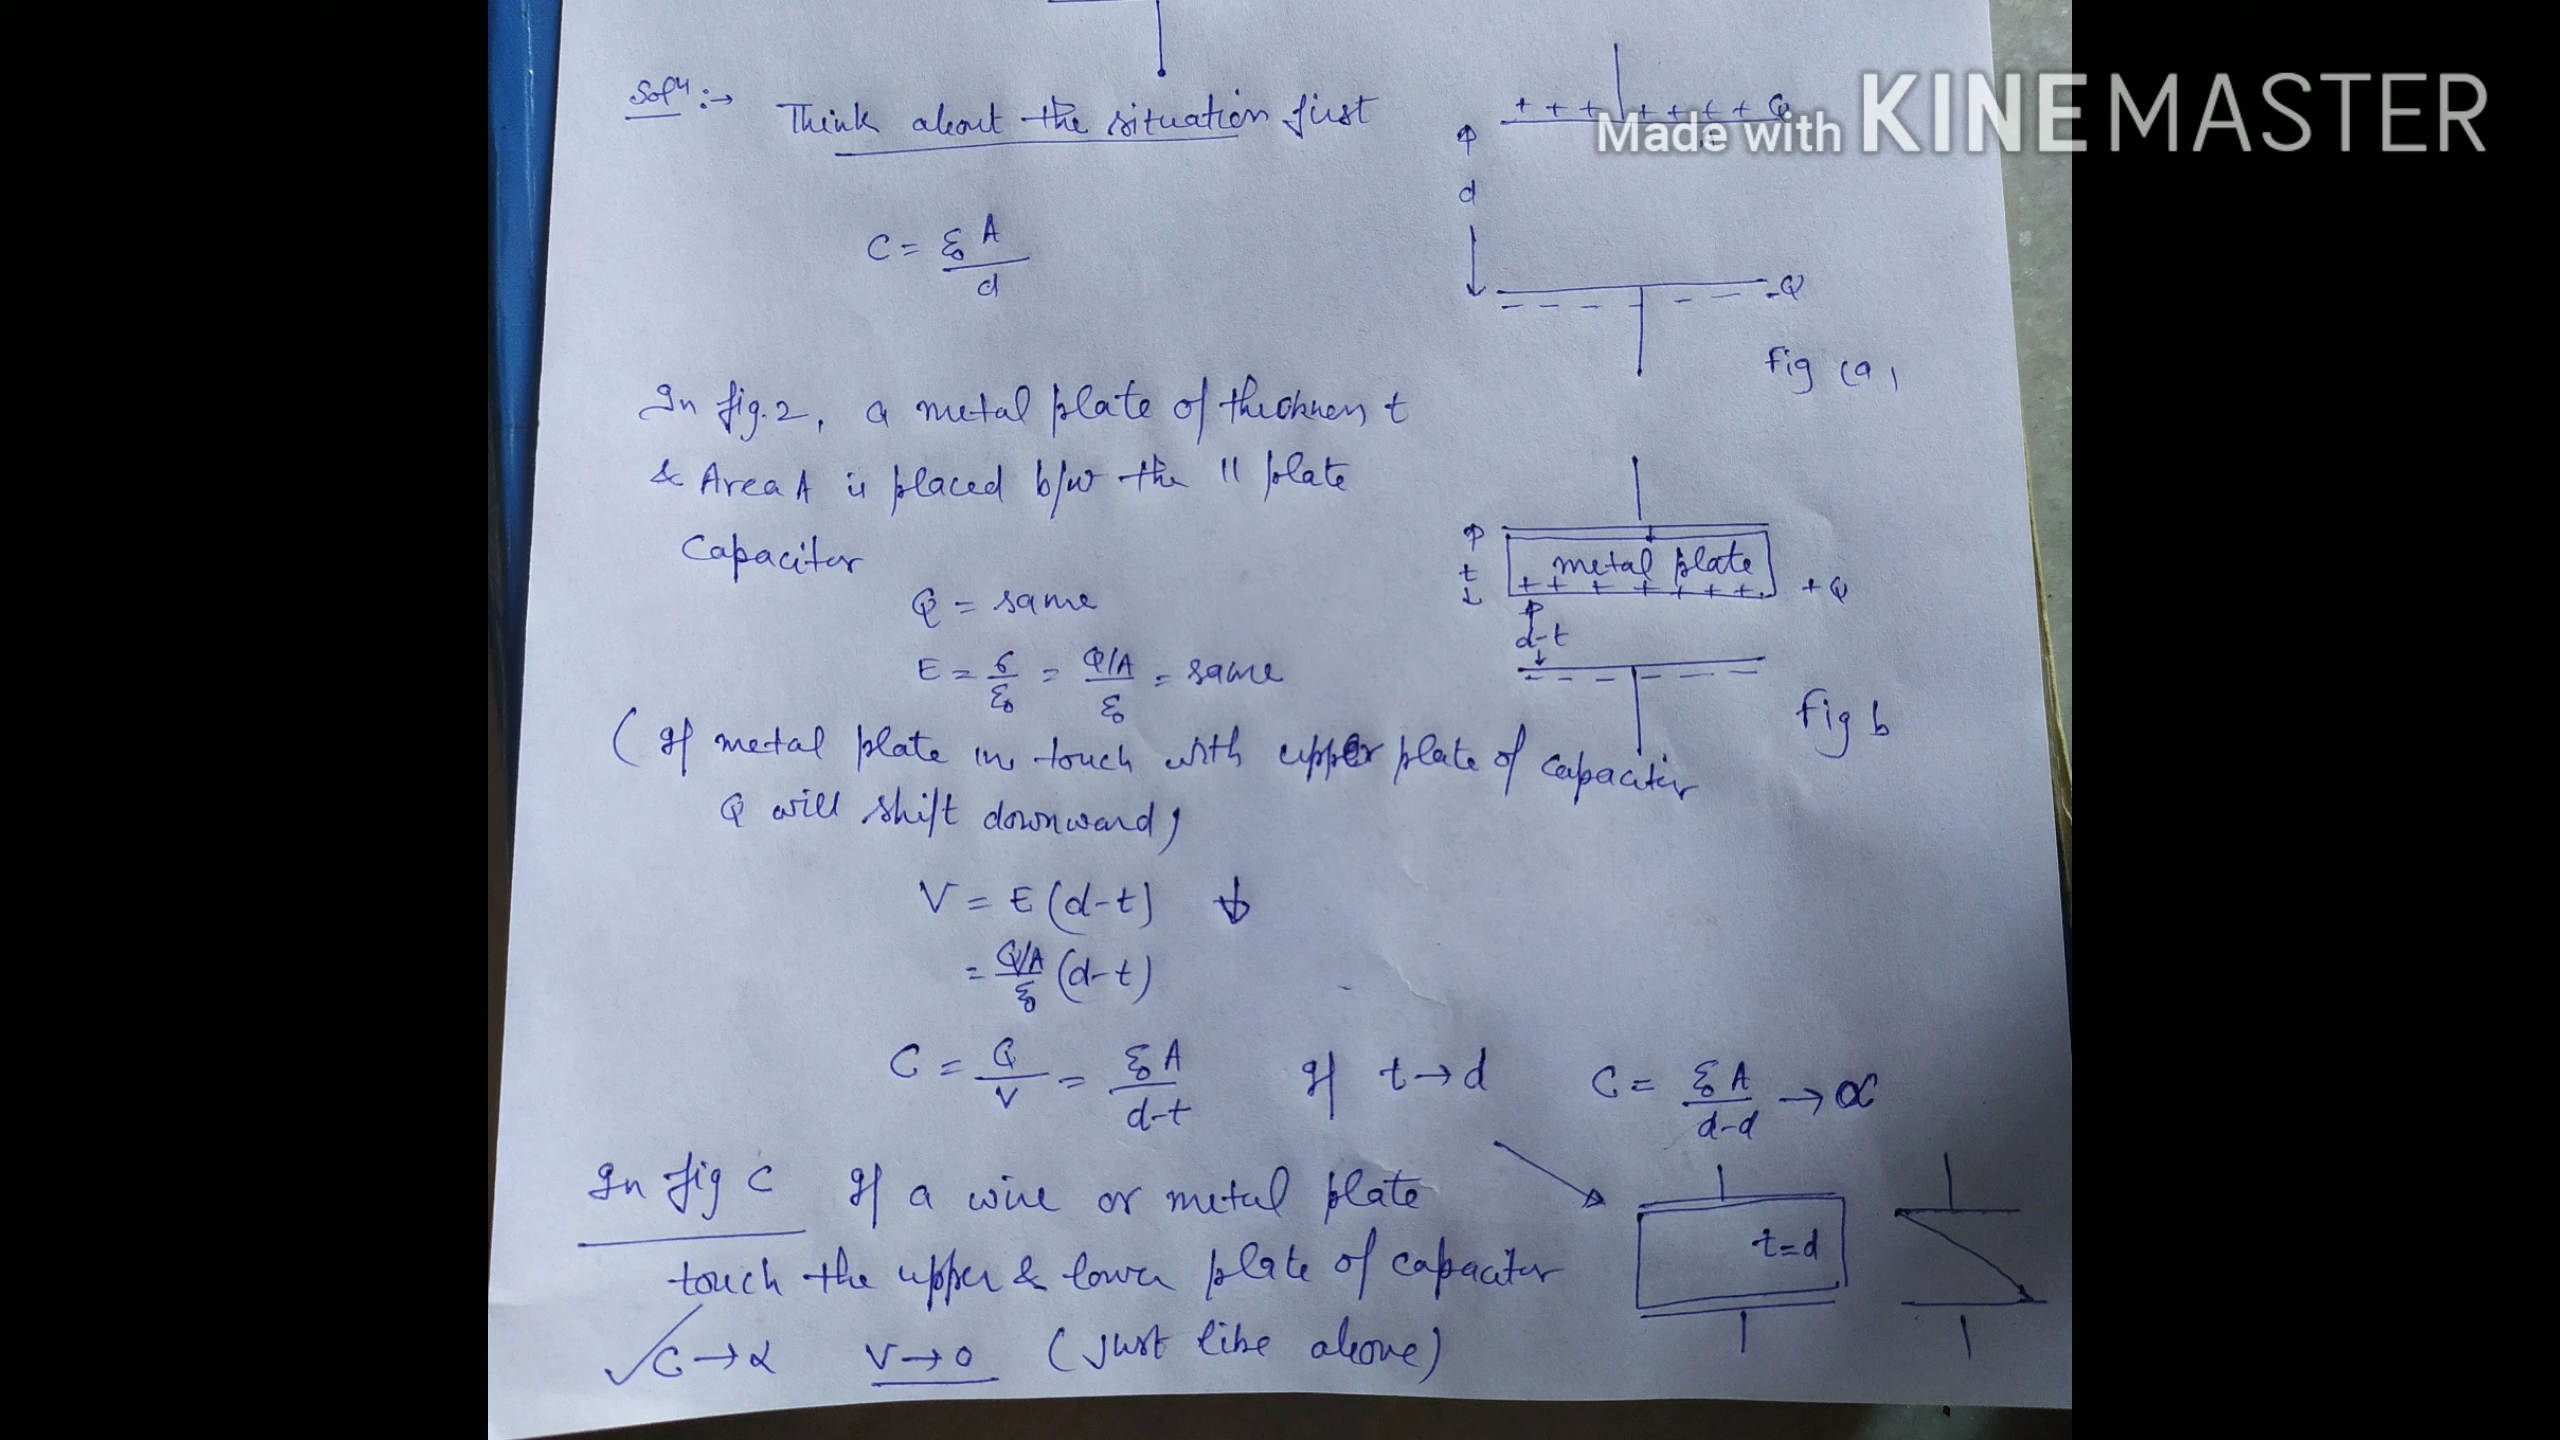 Solⁿ :→ Think about the situation first
C = ε₀ A / d
+ + + + + + + Q
d
-Q
fig (a)
In fig. 2, a metal plate of thickness t
& Area A is placed b/w the || plate
Capacitor
Q = same
E = σ/ε₀ = Q/A / ε₀ = same
t
metal plate
+ + + + + + + +Q
d-t
fig b
(If metal plate in touch with upper plate of capacitor
Q will shift downward)
V = E (d-t) ↓
= Q/A / ε₀ (d-t)
C = Q/V = ε₀ A / d-t If t → d C = ε₀ A / d-d → ∝
In fig C If a wire or metal plate
touch the upper & lower plate of capacitor
t=d
✓C → ∝ V → 0 (Just like above)
Made with KINEMASTER